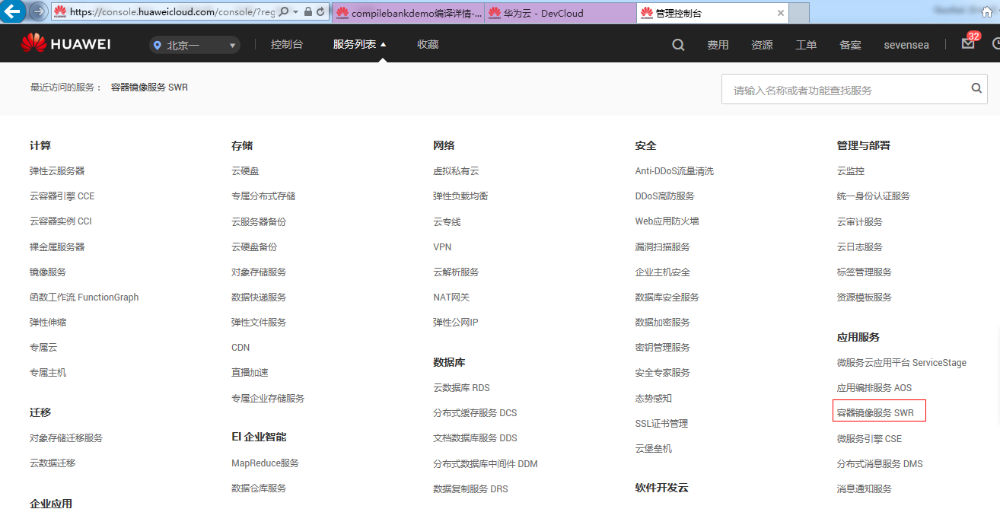 https://console.huaweicloud.com/console/?reg
compilebankdemo编译详情-...
华为云 - DevCloud
管理控制台
HUAWEI
北京一
控制台
服务列表
收藏
费用
资源
工单
备案
sevensea
32
最近访问的服务： 容器镜像服务 SWR
请输入名称或者功能查找服务
计算
弹性云服务器
云容器引擎 CCE
云容器实例 CCI
裸金属服务器
镜像服务
函数工作流 FunctionGraph
弹性伸缩
专属云
专属主机
迁移
对象存储迁移服务
云数据迁移
企业应用
存储
云硬盘
专属分布式存储
云服务器备份
云硬盘备份
对象存储服务
数据快递服务
弹性文件服务
CDN
直播加速
专属企业存储服务
EI 企业智能
MapReduce服务
数据仓库服务
网络
虚拟私有云
弹性负载均衡
云专线
VPN
云解析服务
NAT网关
弹性公网IP
数据库
云数据库 RDS
分布式缓存服务 DCS
文档数据库服务 DDS
分布式数据库中间件 DDM
数据复制服务 DRS
安全
Anti-DDoS流量清洗
DDoS高防服务
Web应用防火墙
漏洞扫描服务
企业主机安全
数据库安全服务
数据加密服务
密钥管理服务
安全专家服务
态势感知
SSL证书管理
云堡垒机
软件开发云
管理与部署
云监控
统一身份认证服务
云审计服务
云日志服务
标签管理服务
资源模板服务
应用服务
微服务云应用平台 ServiceStage
应用编排服务 AOS
容器镜像服务 SWR
微服务引擎 CSE
分布式消息服务 DMS
消息通知服务